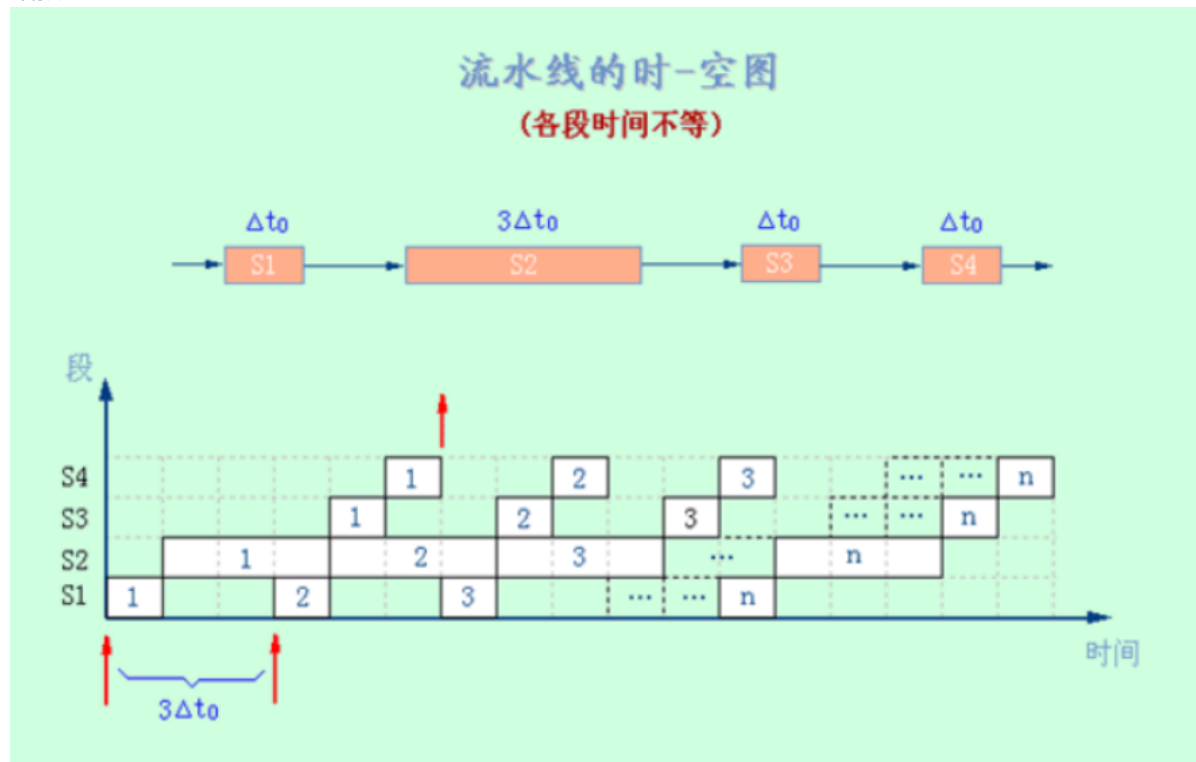 流水线的时-空图
(各段时间不等)
Δt₀ 3Δt₀ Δt₀ Δt₀
S1 S2 S3 S4
段
S4 1 2 3 … … n
S3 1 2 3 … … n
S2 1 2 3 … n
S1 1 2 3 … … n
时间
3Δt₀